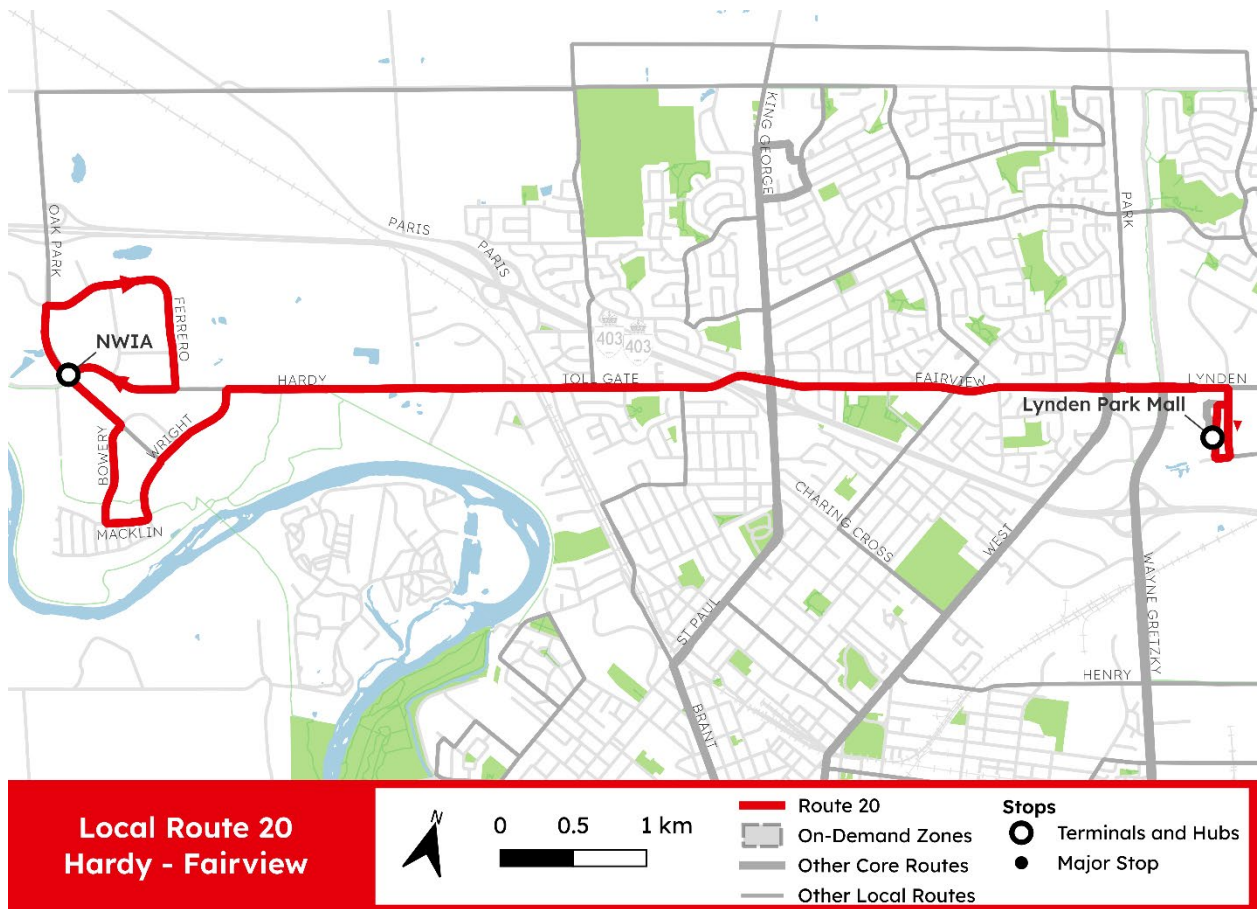 KING GEORGE
PARK
OAK PARK
PARIS
PARIS
FERRERO
NWIA
403
403
HARDY
TOLL GATE
FAIRVIEW
LYNDEN
Lynden Park Mall
WRIGHT
BOWERY
MACKLIN
CHARING CROSS
WEST
WAYNE GRETZKY
ST PAUL
HENRY
BRANT
Local Route 20
Hardy - Fairview
N
0 0.5 1 km
Route 20
On-Demand Zones
Other Core Routes
Other Local Routes
Stops
Terminals and Hubs
Major Stop